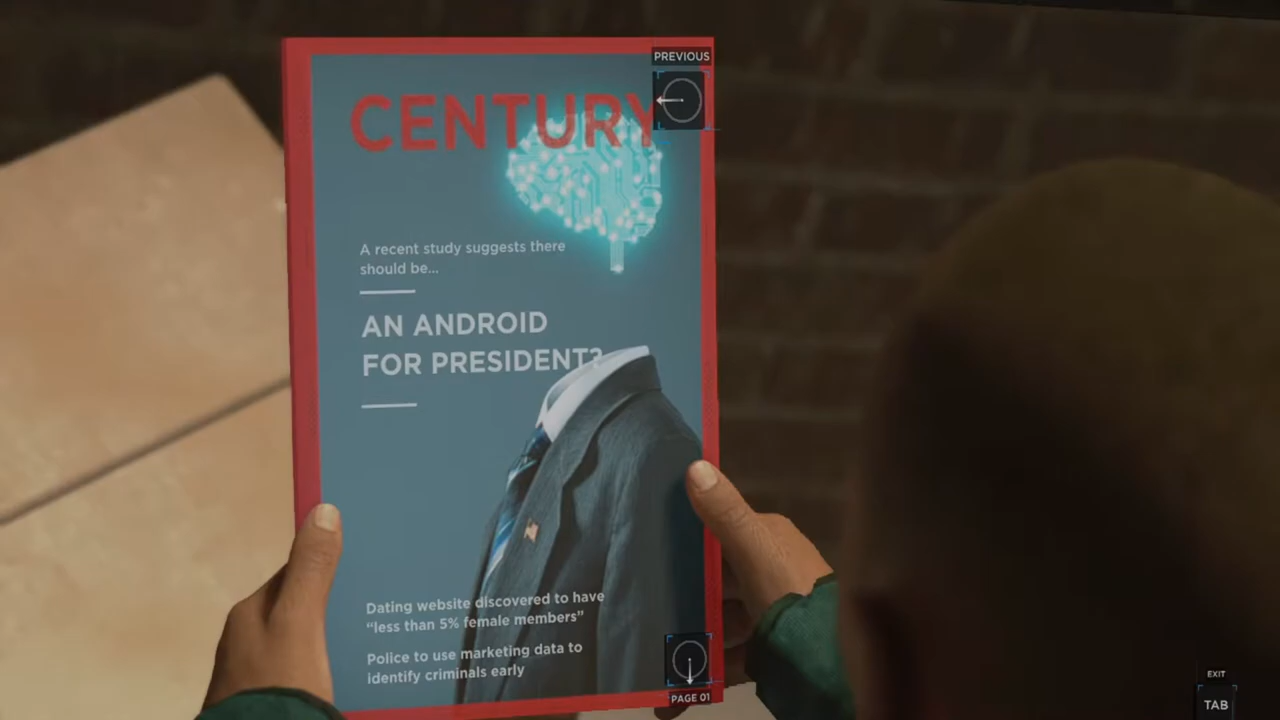 PREVIOUS
CENTURY
A recent study suggests there
should be...
AN ANDROID
FOR PRESIDENT?
Dating website discovered to have
“less than 5% female members”
Police to use marketing data to
identify criminals early
PAGE 01
EXIT
TAB